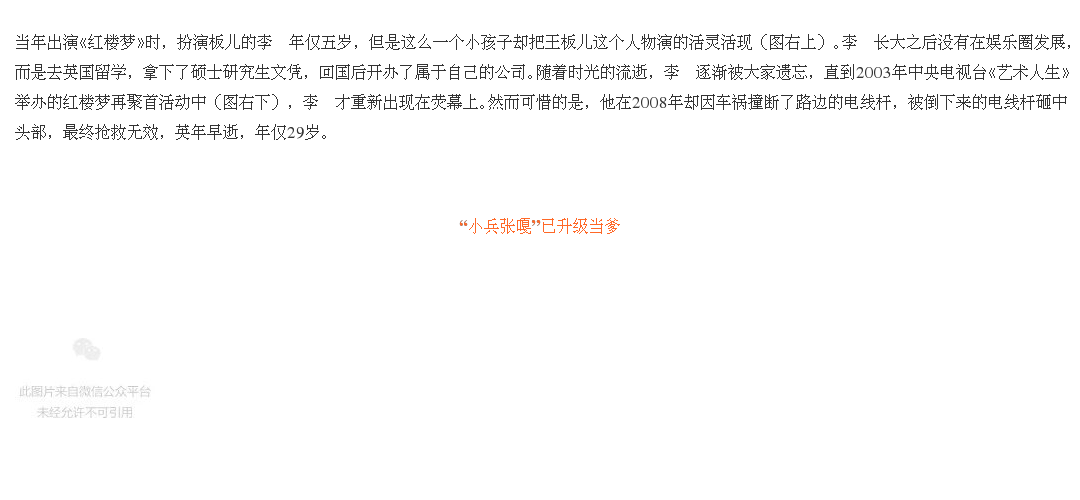 当年出演《红楼梦》时，扮演板儿的李　年仅五岁，但是这么一个小孩子却把王板儿这个人物演的活灵活现（图右上）。李　长大之后没有在娱乐圈发展，
而是去英国留学，拿下了硕士研究生文凭，回国后开办了属于自己的公司。随着时光的流逝，李　逐渐被大家遗忘，直到2003年中央电视台《艺术人生》
举办的红楼梦再聚首活动中（图右下），李　才重新出现在荧幕上。然而可惜的是，他在2008年却因车祸撞断了路边的电线杆，被倒下来的电线杆砸中
头部，最终抢救无效，英年早逝，年仅29岁。
“小兵张嘎”已升级当爹
此图片来自微信公众平台
未经允许不可引用